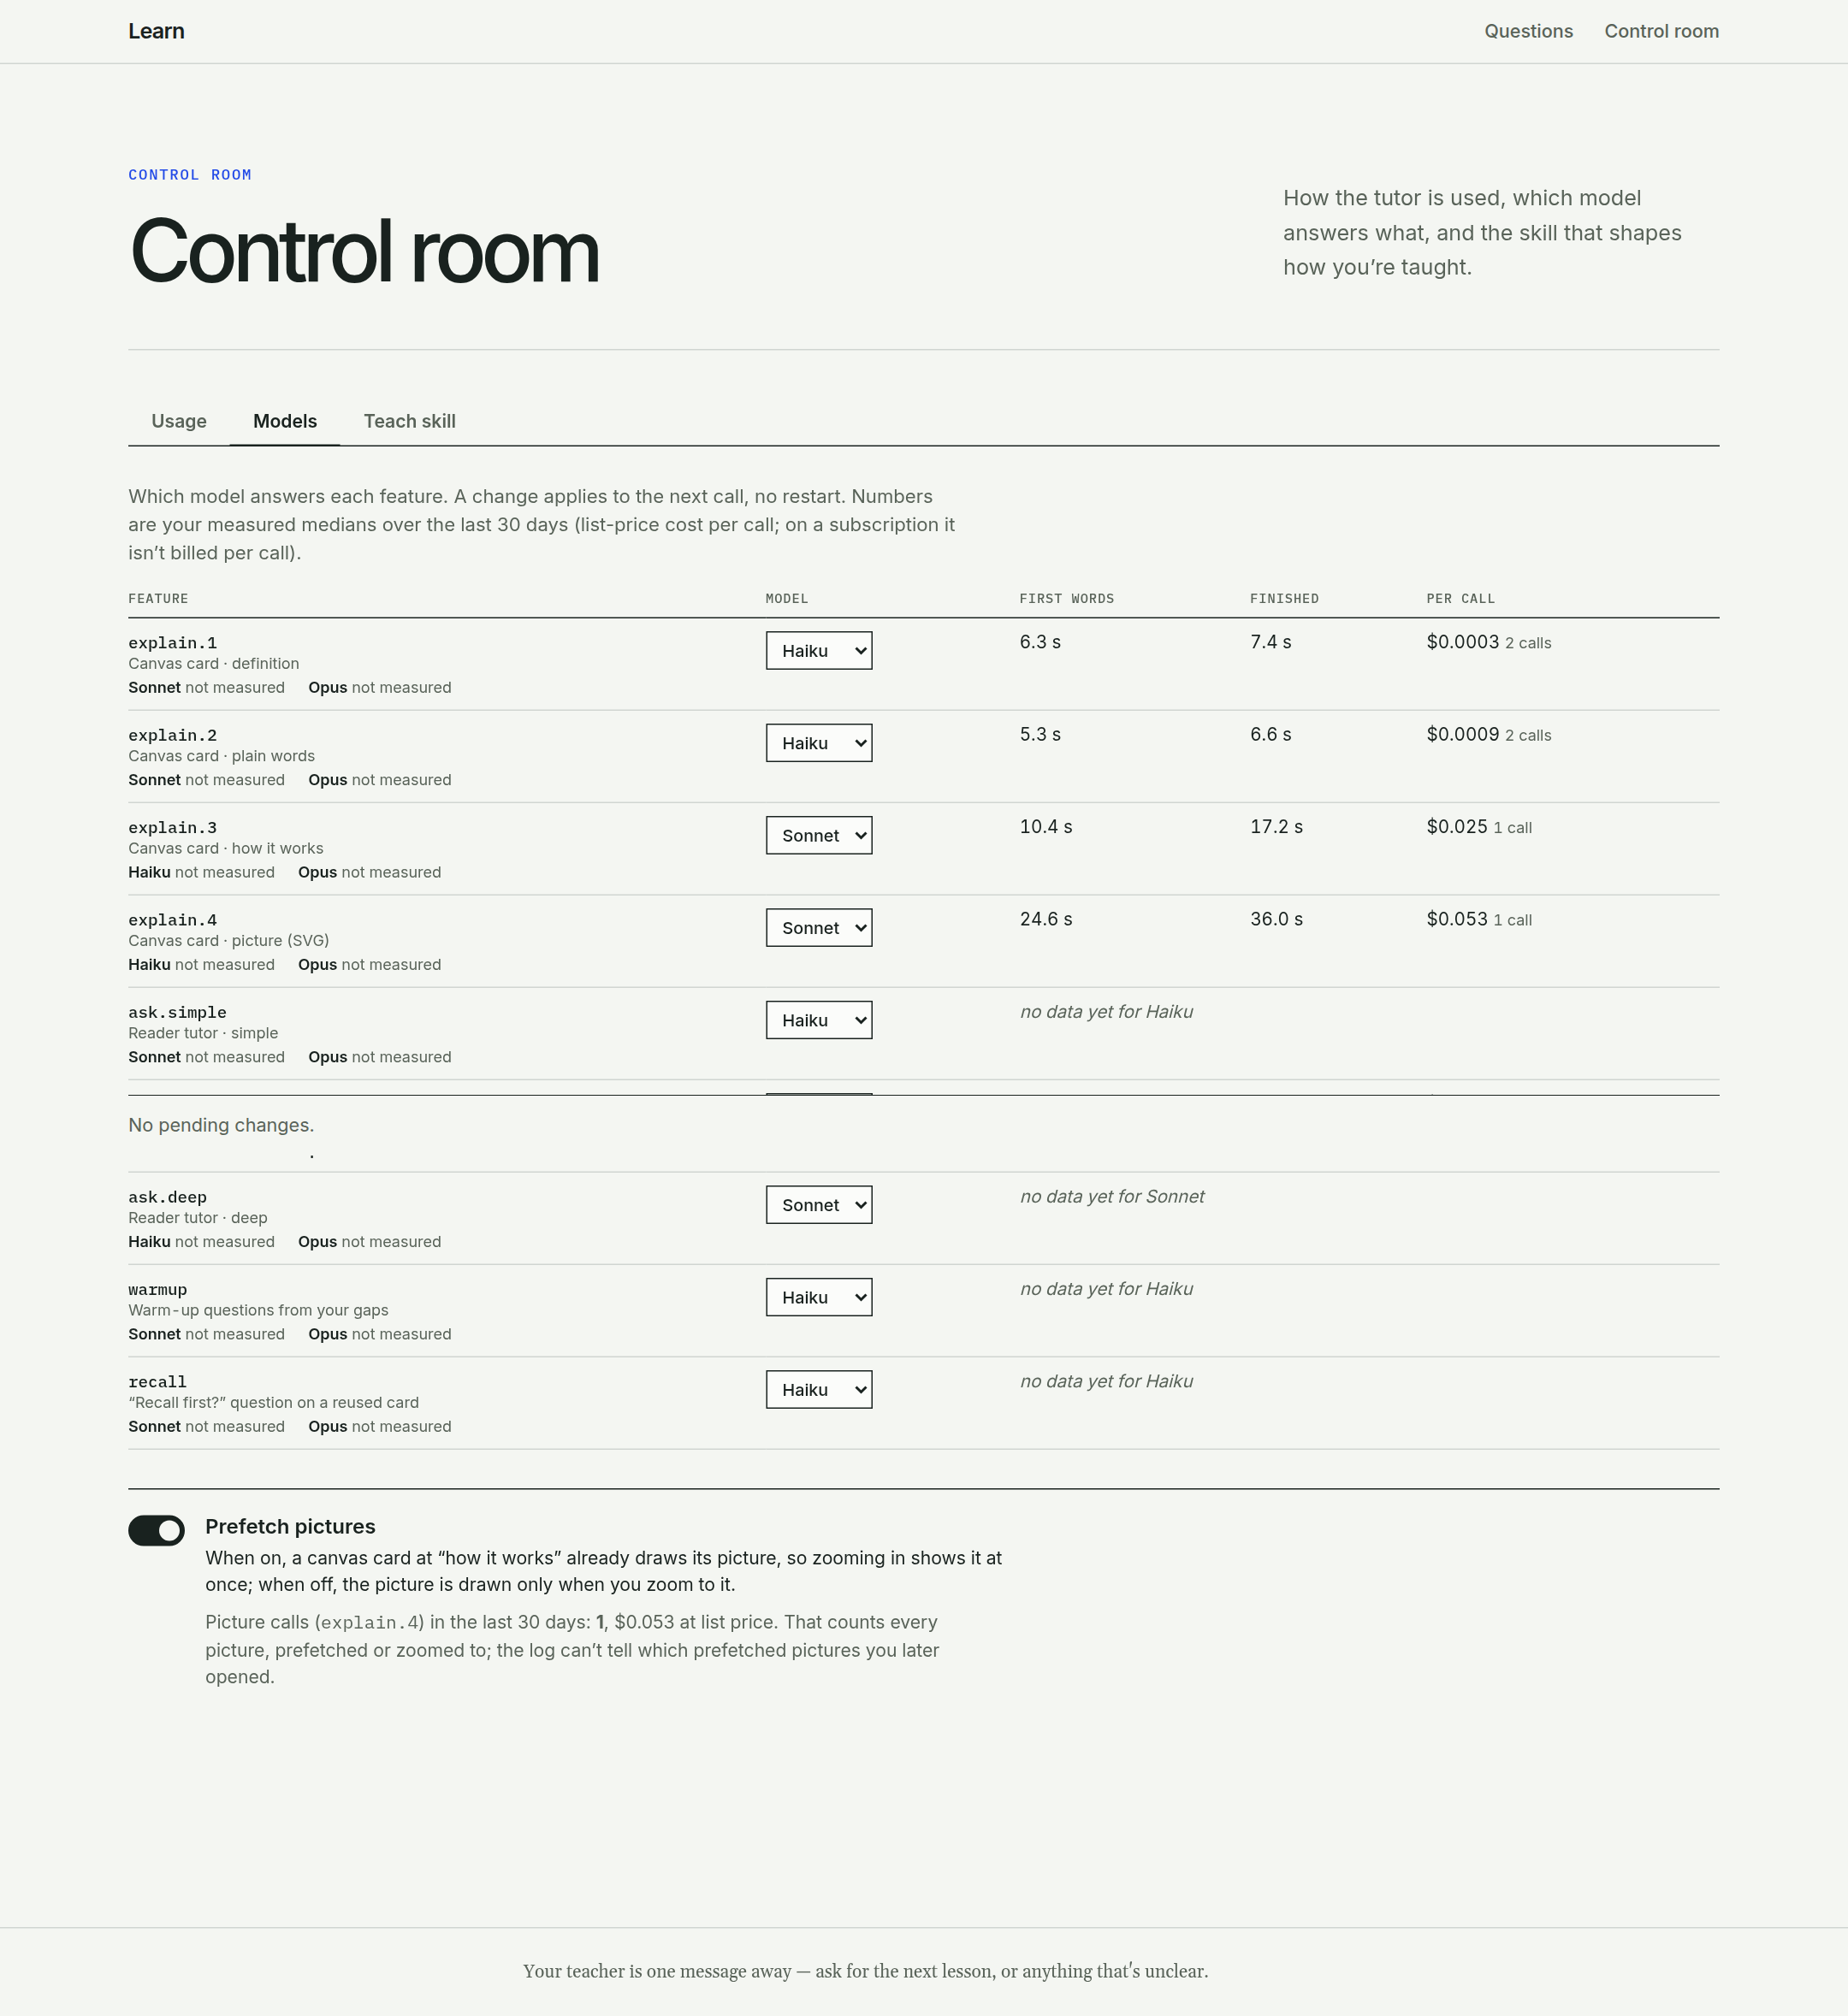 Learn
Questions Control room
CONTROL ROOM
Control room
How the tutor is used, which model
answers what, and the skill that shapes
how you’re taught.
Usage Models Teach skill
Which model answers each feature. A change applies to the next call, no restart. Numbers
are your measured medians over the last 30 days (list-price cost per call; on a subscription it
isn’t billed per call).
FEATURE MODEL FIRST WORDS FINISHED PER CALL
explain.1 Haiku 6.3 s 7.4 s $0.0003 2 calls
Canvas card · definition
Sonnet not measured Opus not measured
explain.2 Haiku 5.3 s 6.6 s $0.0009 2 calls
Canvas card · plain words
Sonnet not measured Opus not measured
explain.3 Sonnet 10.4 s 17.2 s $0.025 1 call
Canvas card · how it works
Haiku not measured Opus not measured
explain.4 Sonnet 24.6 s 36.0 s $0.053 1 call
Canvas card · picture (SVG)
Haiku not measured Opus not measured
ask.simple Haiku no data yet for Haiku
Reader tutor · simple
Sonnet not measured Opus not measured
No pending changes.
ask.deep Sonnet no data yet for Sonnet
Reader tutor · deep
Haiku not measured Opus not measured
warmup Haiku no data yet for Haiku
Warm-up questions from your gaps
Sonnet not measured Opus not measured
recall Haiku no data yet for Haiku
“Recall first?” question on a reused card
Sonnet not measured Opus not measured
Prefetch pictures
When on, a canvas card at “how it works” already draws its picture, so zooming in shows it at
once; when off, the picture is drawn only when you zoom to it.
Picture calls (explain.4) in the last 30 days: 1, $0.053 at list price. That counts every
picture, prefetched or zoomed to; the log can’t tell which prefetched pictures you later
opened.
Your teacher is one message away — ask for the next lesson, or anything that's unclear.